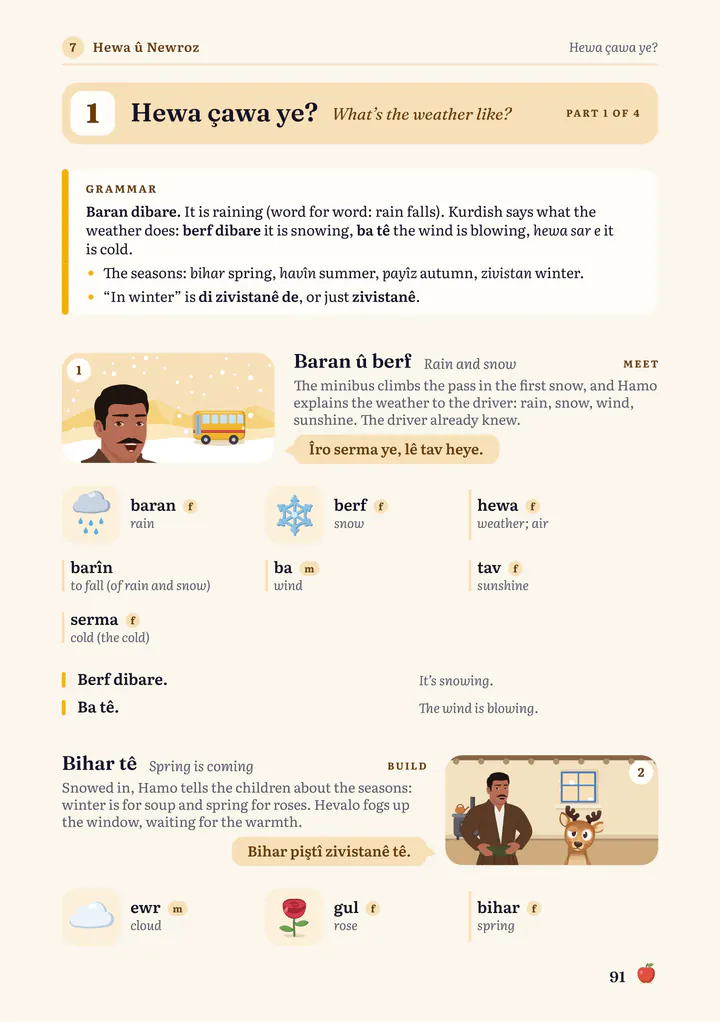 7 Hewa û Newroz
Hewa çawa ye?
1 Hewa çawa ye? What's the weather like? PART 1 OF 4
GRAMMAR
Baran dibare. It is raining (word for word: rain falls). Kurdish says what the
weather does: berf dibare it is snowing, ba tê the wind is blowing, hewa sar e it
is cold.
• The seasons: bihar spring, havîn summer, payîz autumn, zivistan winter.
• “In winter” is di zivistanê de, or just zivistanê.
1
Baran û berf Rain and snow MEET
The minibus climbs the pass in the first snow, and Hamo
explains the weather to the driver: rain, snow, wind,
sunshine. The driver already knew.
Îro serma ye, lê tav heye.
baran f
rain
berf f
snow
hewa f
weather; air
barîn
to fall (of rain and snow)
ba m
wind
tav f
sunshine
serma f
cold (the cold)
Berf dibare. It's snowing.
Ba tê. The wind is blowing.
Bihar tê Spring is coming BUILD
Snowed in, Hamo tells the children about the seasons:
winter is for soup and spring for roses. Hevalo fogs up
the window, waiting for the warmth.
Bihar piştî zivistanê tê.
2
ewr m
cloud
gul f
rose
bihar f
spring
91